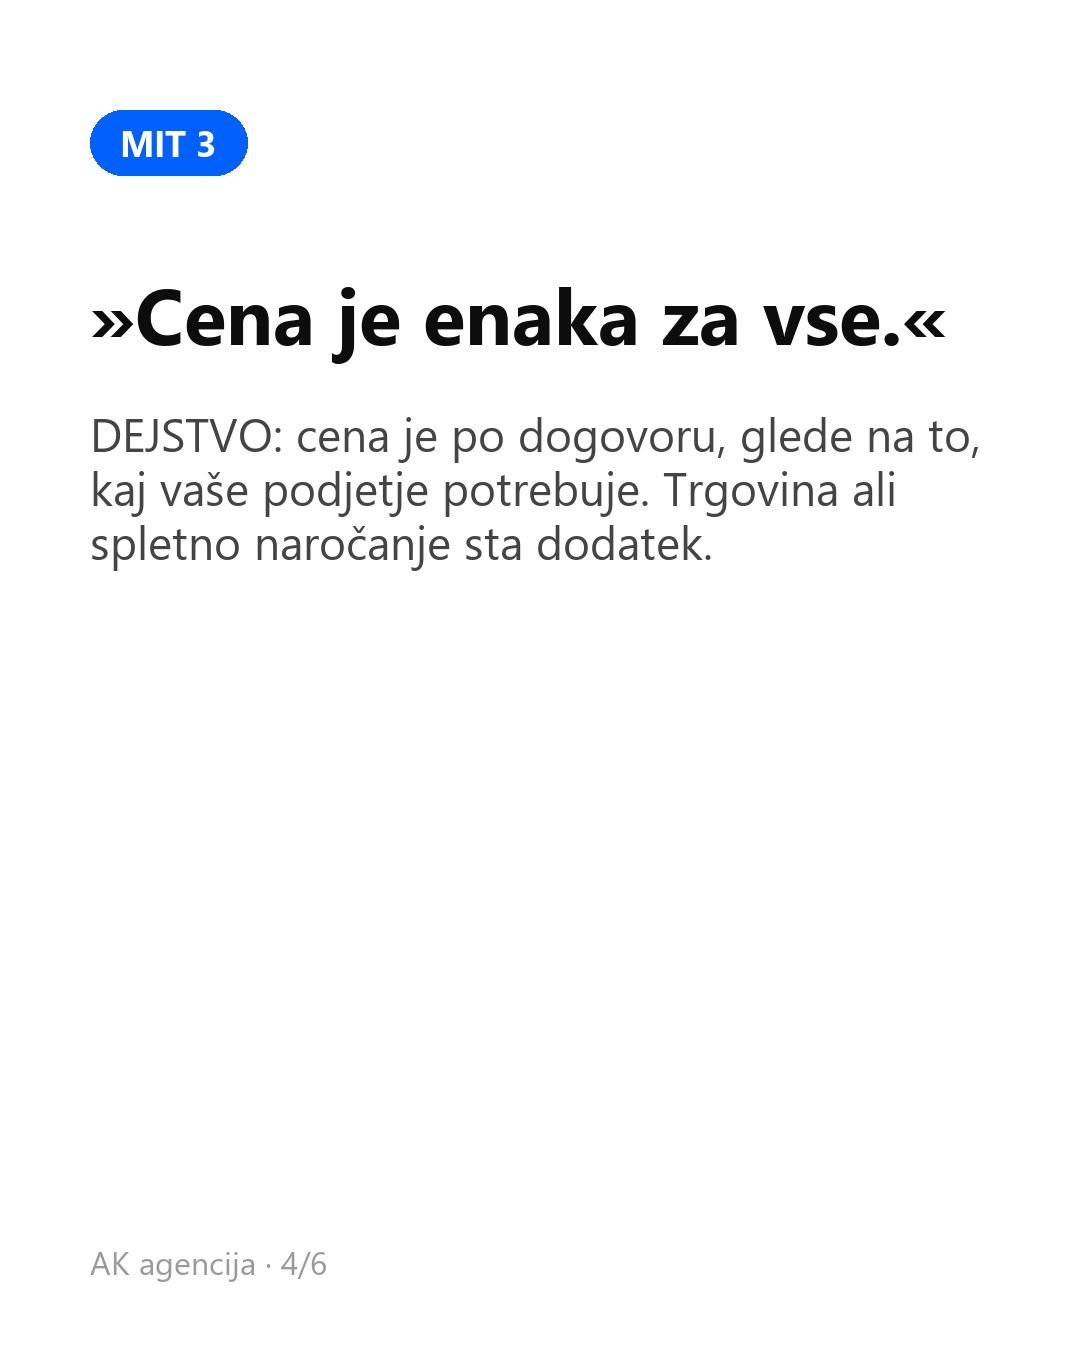 MIT 3
»Cena je enaka za vse.«
DEJSTVO: cena je po dogovoru, glede na to,
kaj vaše podjetje potrebuje. Trgovina ali
spletno naročanje sta dodatek.
AK agencija · 4/6